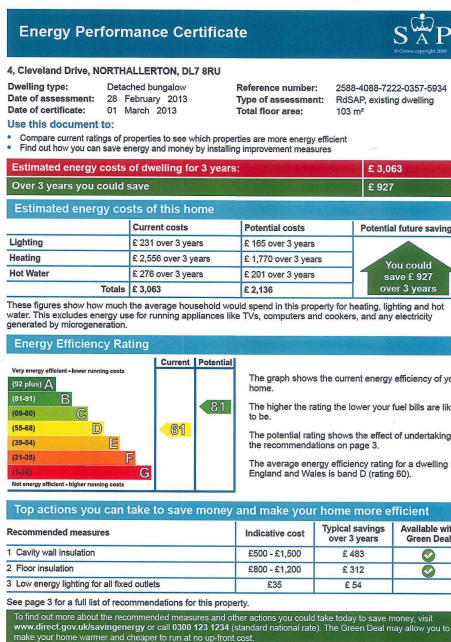 Energy Performance Certificate
SAP
© Crown copyright 2009
4, Cleveland Drive, NORTHALLERTON, DL7 8RU
Dwelling type: Detached bungalow
Date of assessment: 28 February 2013
Date of certificate: 01 March 2013
Reference number: 2588-4088-7222-0357-5934
Type of assessment: RdSAP, existing dwelling
Total floor area: 103 m²
Use this document to:
• Compare current ratings of properties to see which properties are more energy efficient
• Find out how you can save energy and money by installing improvement measures
Estimated energy costs of dwelling for 3 years: £ 3,063
Over 3 years you could save £ 927
Estimated energy costs of this home
Current costs Potential costs Potential future saving
Lighting £ 231 over 3 years £ 165 over 3 years
Heating £ 2,556 over 3 years £ 1,770 over 3 years
Hot Water £ 276 over 3 years £ 201 over 3 years
Totals £ 3,063 £ 2,136
You could
save £ 927
over 3 years
These figures show how much the average household would spend in this property for heating, lighting and hot
water. This excludes energy use for running appliances like TVs, computers and cookers, and any electricity
generated by microgeneration.
Energy Efficiency Rating
Current Potential
Very energy efficient - lower running costs
(92 plus) A
(81-91) B
(69-80) C
(55-68) D
(39-54) E
(21-38) F
(1-20) G
Not energy efficient - higher running costs
61
81
The graph shows the current energy efficiency of yo
home.
The higher the rating the lower your fuel bills are lik
to be.
The potential rating shows the effect of undertaking
the recommendations on page 3.
The average energy efficiency rating for a dwelling
England and Wales is band D (rating 60).
Top actions you can take to save money and make your home more efficient
Recommended measures Indicative cost Typical savings over 3 years Available wit Green Deal
1 Cavity wall insulation £500 - £1,500 £ 483
2 Floor insulation £800 - £1,200 £ 312
3 Low energy lighting for all fixed outlets £35 £ 54
See page 3 for a full list of recommendations for this property.
To find out more about the recommended measures and other actions you could take today to save money, visit
www.direct.gov.uk/savingenergy or call 0300 123 1234 (standard national rate). The Green Deal may allow you to
make your home warmer and cheaper to run at no up-front cost.